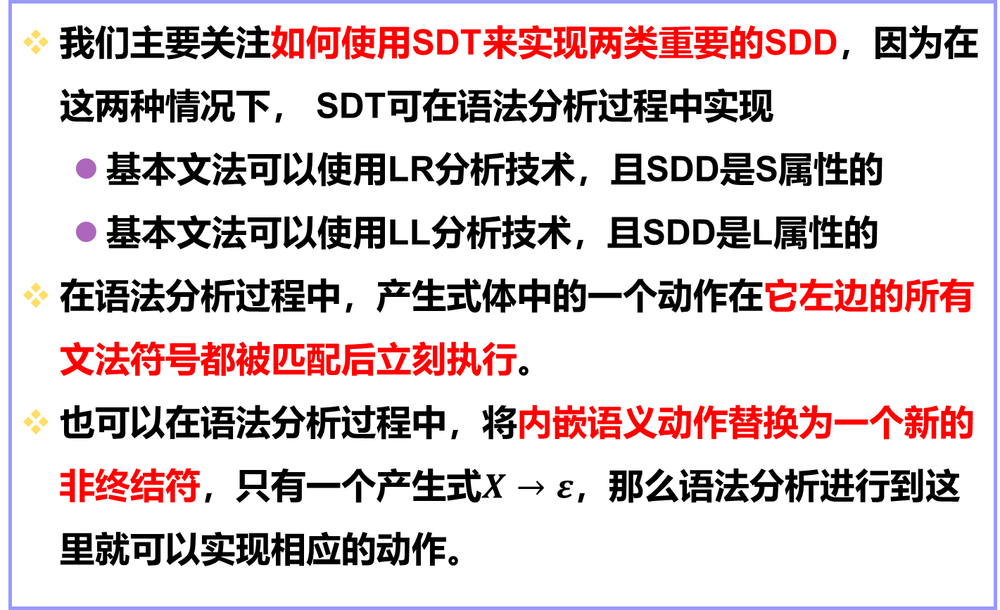 我们主要关注如何使用SDT来实现两类重要的SDD，因为在
这两种情况下， SDT可在语法分析过程中实现
基本文法可以使用LR分析技术，且SDD是S属性的
基本文法可以使用LL分析技术，且SDD是L属性的
在语法分析过程中，产生式体中的一个动作在它左边的所有
文法符号都被匹配后立刻执行。
也可以在语法分析过程中，将内嵌语义动作替换为一个新的
非终结符，只有一个产生式X → ε，那么语法分析进行到这
里就可以实现相应的动作。